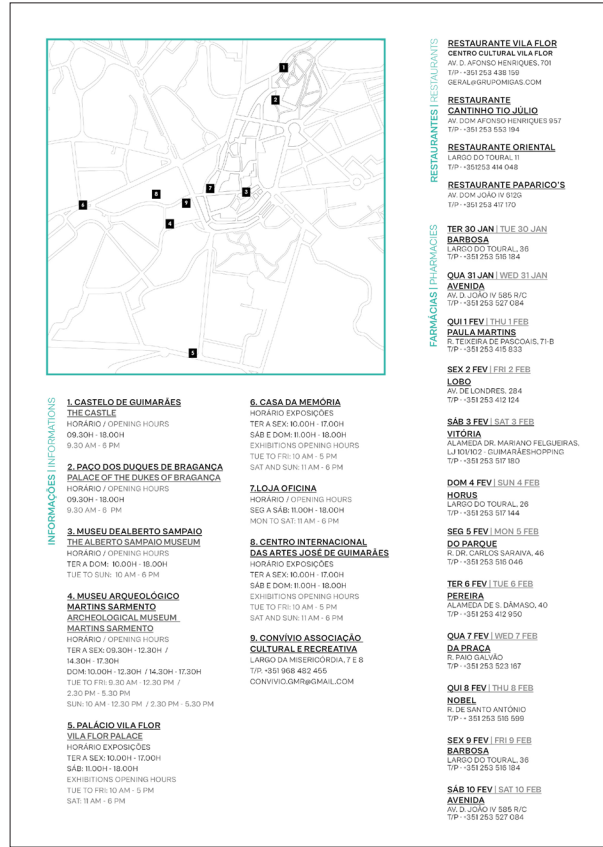 1
2
3
7
8
9
6
4
5
INFORMAÇÕES | INFORMATIONS
1. CASTELO DE GUIMARÃES
THE CASTLE
HORÁRIO / OPENING HOURS
09.30H - 18.00H
9.30 AM - 6 PM
2. PAÇO DOS DUQUES DE BRAGANÇA
PALACE OF THE DUKES OF BRAGANÇA
HORÁRIO / OPENING HOURS
09.30H - 18.00H
9.30 AM - 6 PM
3. MUSEU DEALBERTO SAMPAIO
THE ALBERTO SAMPAIO MUSEUM
HORÁRIO / OPENING HOURS
TER A DOM: 10.00H - 18.00H
TUE TO SUN: 10 AM - 6 PM
4. MUSEU ARQUEOLÓGICO
MARTINS SARMENTO
ARCHEOLOGICAL MUSEUM
MARTINS SARMENTO
HORÁRIO / OPENING HOURS
TER A SEX: 09.30H - 12.30H /
14.30H - 17.30H
DOM: 10.00H - 12.30H / 14.30H - 17.30H
TUE TO FRI: 9.30 AM - 12.30 PM /
2.30 PM - 5.30 PM
SUN: 10 AM - 12.30 PM / 2.30 PM - 5.30 PM
5. PALÁCIO VILA FLOR
VILA FLOR PALACE
HORÁRIO EXPOSIÇÕES
TER A SEX: 10.00H - 17.00H
SÁB: 11.00H - 18.00H
EXHIBITIONS OPENING HOURS
TUE TO FRI: 10 AM - 5 PM
SAT: 11 AM - 6 PM
6. CASA DA MEMÓRIA
HORÁRIO EXPOSIÇÕES
TER A SEX: 10.00H - 17.00H
SÁB E DOM: 11.00H - 18.00H
EXHIBITIONS OPENING HOURS
TUE TO FRI: 10 AM - 5 PM
SAT AND SUN: 11 AM - 6 PM
7.LOJA OFICINA
HORÁRIO / OPENING HOURS
SEG A SÁB: 11.00H - 18.00H
MON TO SAT: 11 AM - 6 PM
8. CENTRO INTERNACIONAL
DAS ARTES JOSÉ DE GUIMARÃES
HORÁRIO EXPOSIÇÕES
TER A SEX: 10.00H - 17.00H
SÁB E DOM: 11.00H - 18.00H
EXHIBITIONS OPENING HOURS
TUE TO FRI: 10 AM - 5 PM
SAT AND SUN: 11 AM - 6 PM
9. CONVÍVIO ASSOCIAÇÃO
CULTURAL E RECREATIVA
LARGO DA MISERICÓRDIA, 7 E 8
T/P. +351 968 482 455
CONVIVIO.GMR@GMAIL.COM
RESTAURANTES | RESTAURANTS
RESTAURANTE VILA FLOR
CENTRO CULTURAL VILA FLOR
AV. D. AFONSO HENRIQUES, 701
T/P - +351 253 438 159
GERAL@GRUPOMIGAS.COM
RESTAURANTE
CANTINHO TIO JÚLIO
AV. DOM AFONSO HENRIQUES 957
T/P - +351 253 553 194
RESTAURANTE ORIENTAL
LARGO DO TOURAL 11
T/P - +351253 414 048
RESTAURANTE PAPARICO'S
AV. DOM JOÃO IV 612G
T/P - +351 253 417 170
FARMÁCIAS | PHARMACIES
TER 30 JAN | TUE 30 JAN
BARBOSA
LARGO DO TOURAL, 36
T/P - +351 253 516 184
QUA 31 JAN | WED 31 JAN
AVENIDA
AV. D. JOÃO IV 585 R/C
T/P - +351 253 527 084
QUI 1 FEV | THU 1 FEB
PAULA MARTINS
R. TEIXEIRA DE PASCOAIS, 71-B
T/P - +351 253 415 833
SEX 2 FEV | FRI 2 FEB
LOBO
AV. DE LONDRES, 284
T/P - +351 253 412 124
SÁB 3 FEV | SAT 3 FEB
VITÓRIA
ALAMEDA DR. MARIANO FELGUEIRAS,
LJ 101/102 - GUIMARÃESHOPPING
T/P - +351 253 517 180
DOM 4 FEV | SUN 4 FEB
HORUS
LARGO DO TOURAL, 26
T/P - +351 253 517 144
SEG 5 FEV | MON 5 FEB
DO PARQUE
R. DR. CARLOS SARAIVA, 46
T/P - +351 253 516 046
TER 6 FEV | TUE 6 FEB
PEREIRA
ALAMEDA DE S. DÂMASO, 40
T/P - +351 253 412 950
QUA 7 FEV | WED 7 FEB
DA PRAÇA
R. PAIO GALVÃO
T/P - +351 253 523 167
QUI 8 FEV | THU 8 FEB
NOBEL
R. DE SANTO ANTÓNIO
T/P - + 351 253 516 599
SEX 9 FEV | FRI 9 FEB
BARBOSA
LARGO DO TOURAL, 36
T/P - +351 253 516 184
SÁB 10 FEV | SAT 10 FEB
AVENIDA
AV. D. JOÃO IV 585 R/C
T/P - +351 253 527 084